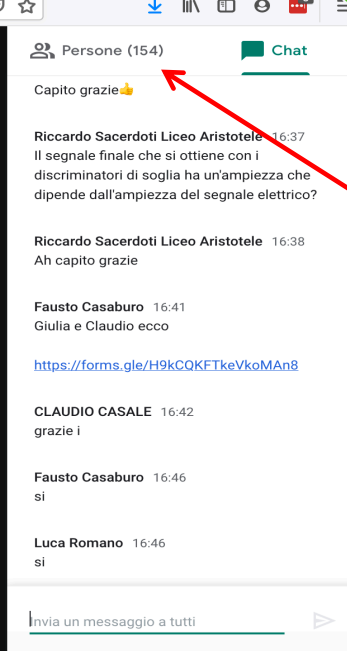 Persone (154)
Chat
Capito grazie👍
Riccardo Sacerdoti Liceo Aristotele 16:37
Il segnale finale che si ottiene con i
discriminatori di soglia ha un'ampiezza che
dipende dall'ampiezza del segnale elettrico?
Riccardo Sacerdoti Liceo Aristotele 16:38
Ah capito grazie
Fausto Casaburo 16:41
Giulia e Claudio ecco
https://forms.gle/H9kCQKFTkeVkoMAn8
CLAUDIO CASALE 16:42
grazie i
Fausto Casaburo 16:46
si
Luca Romano 16:46
si
Invia un messaggio a tutti